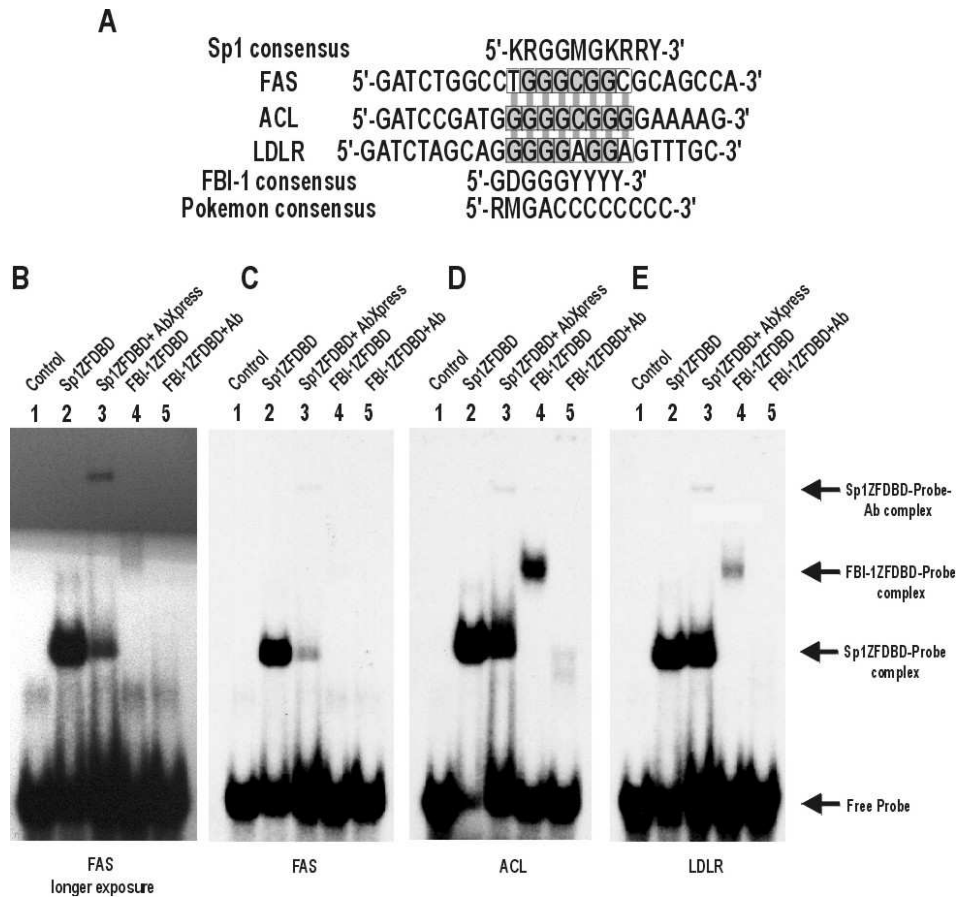 A
Sp1 consensus 5'-KRGGMGKRRY-3'
FAS 5'-GATCTGGCCTGGGCGGCGCAGCCA-3'
ACL 5'-GATCCGATGGGGGCGGGGAAAAG-3'
LDLR 5'-GATCTAGCAGGGGGAGGAGTTTGC-3'
FBI-1 consensus 5'-GDGGGYYYY-3'
Pokemon consensus 5'-RMGACCCCCCCC-3'
B C D E
Control Sp1ZFDBD Sp1ZFDBD+ AbXpress FBI-1ZFDBD FBI-1ZFDBD+Ab
Control Sp1ZFDBD Sp1ZFDBD+ AbXpress FBI-1ZFDBD FBI-1ZFDBD+Ab
Control Sp1ZFDBD Sp1ZFDBD+ AbXpress FBI-1ZFDBD FBI-1ZFDBD+Ab
Control Sp1ZFDBD Sp1ZFDBD+ AbXpress FBI-1ZFDBD FBI-1ZFDBD+Ab
1 2 3 4 5 1 2 3 4 5 1 2 3 4 5 1 2 3 4 5
Sp1ZFDBD-Probe-
Ab complex
FBI-1ZFDBD-Probe
complex
Sp1ZFDBD-Probe
complex
Free Probe
FAS
longer exposure
FAS
ACL
LDLR